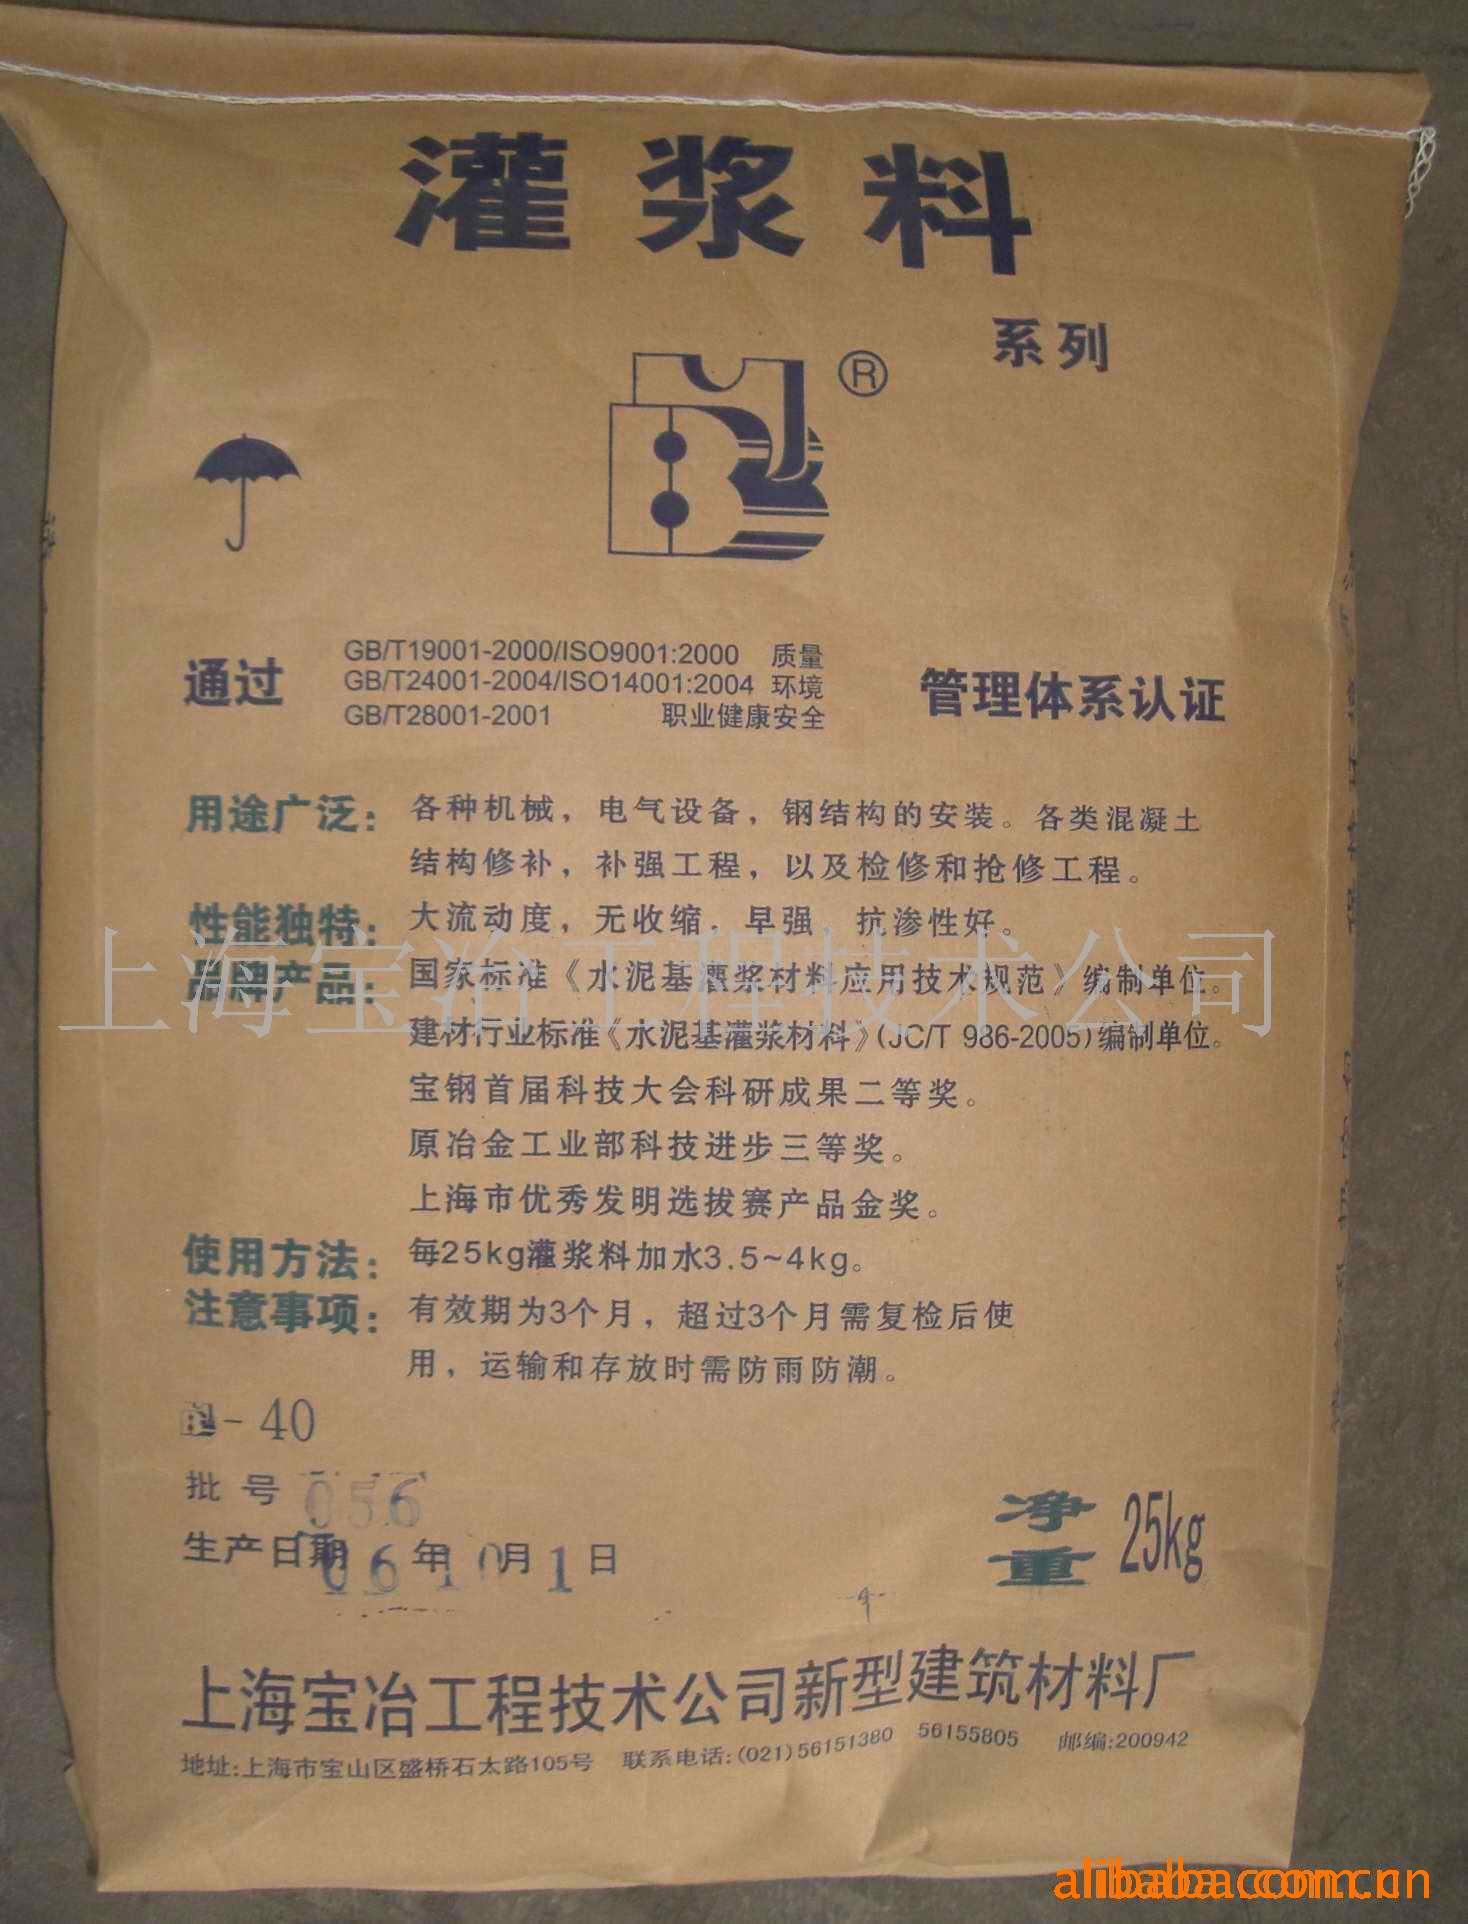 灌浆料
系列
BYJ ®
通过 GB/T19001-2000/ISO9001:2000 质量
GB/T24001-2004/ISO14001:2004 环境
GB/T28001-2001 职业健康安全
管理体系认证
用途广泛: 各种机械，电气设备，钢结构的安装。各类混凝土
结构修补，补强工程，以及检修和抢修工程。
性能独特: 大流动度，无收缩．早强 抗渗性好。
上海宝冶工程技术公司
品牌产品: 国家标准《水泥基灌浆材料应用技术规范》编制单位。
建材行业标准《水泥基灌浆材料》(JC/T 986-2005)编制单位。
宝钢首届科技大会科研成果二等奖。
原冶金工业部科技进步三等奖。
上海市优秀发明选拔赛产品金奖。
使用方法: 每25kg灌浆料加水3.5~4kg。
注意事项: 有效期为3个月，超过3个月需复检后使
用，运输和存放时需防雨防潮。
-40
批号 056
生产日期 06年10月1日
净重 25kg
上海宝冶工程技术公司新型建筑材料厂
地址:上海市宝山区盛桥石太路105号 联系电话:(021)56151380 56155805 邮编:200942
alibaba.com.cn